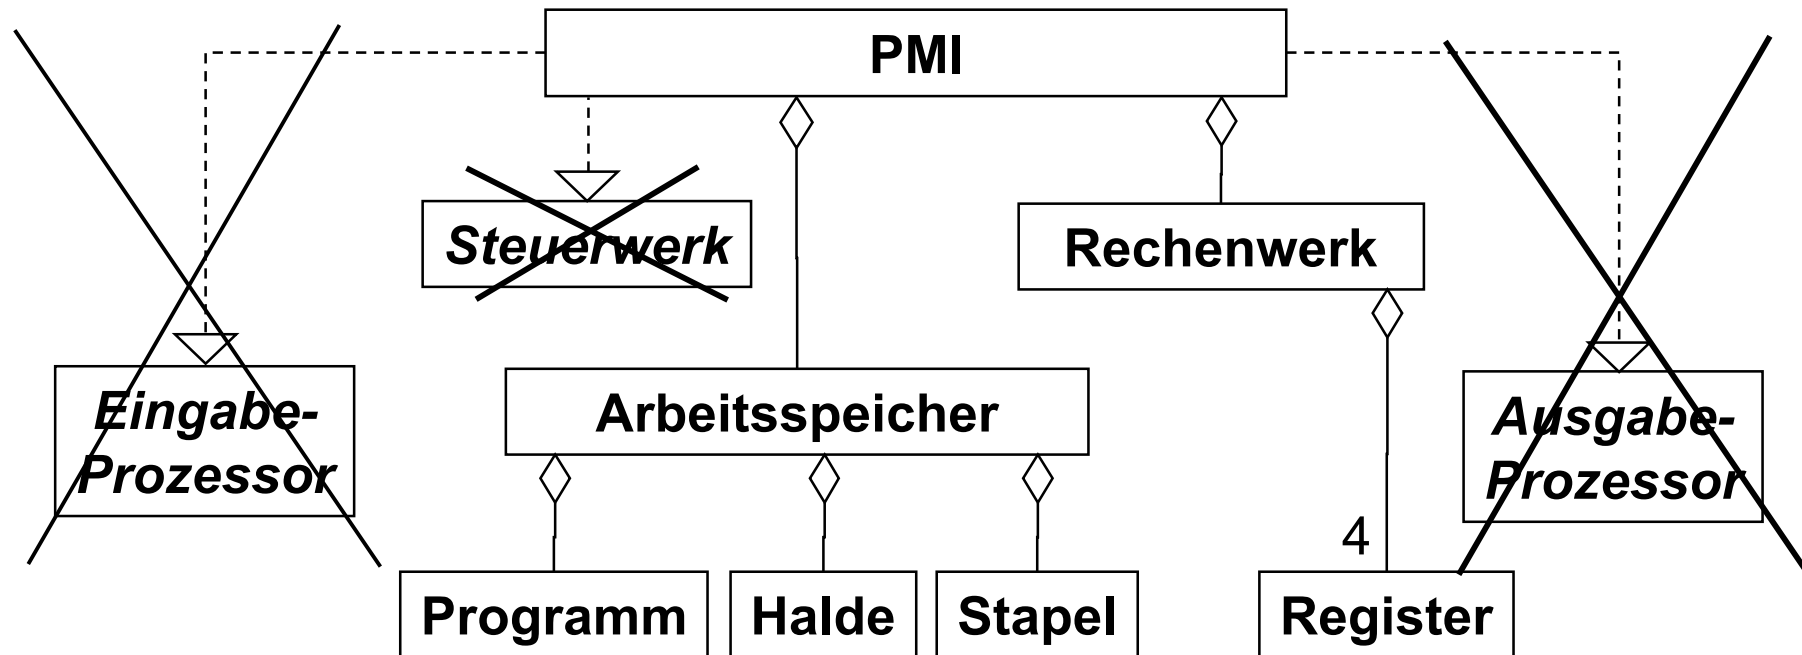 PMI
Steuerwerk
Rechenwerk
Eingabe-
Prozessor
Arbeitsspeicher
Ausgabe-
Prozessor
4
Programm
Halde
Stapel
Register